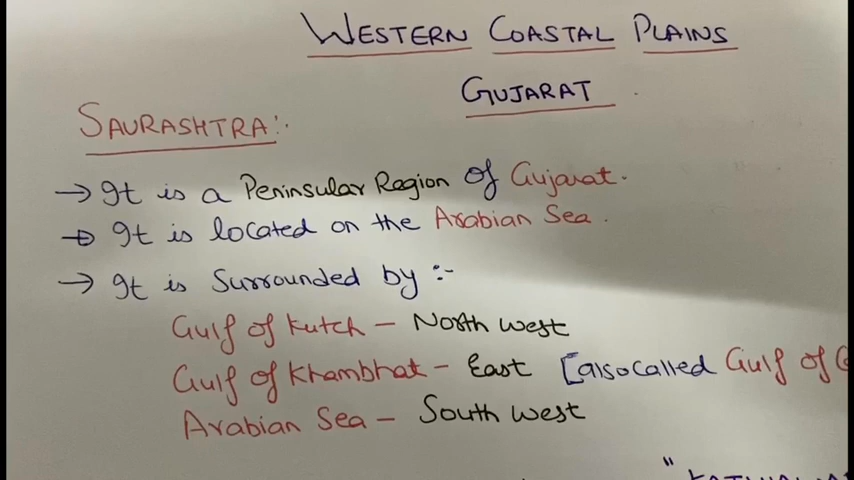 WESTERN COASTAL PLAINS
GUJARAT
SAURASHTRA:
→ It is a Peninsular Region of Gujarat.
→ It is located on the Arabian Sea.
→ It is Surrounded by :-
Gulf of Kutch - North west
Gulf of Khambhat - East [also called Gulf of
Arabian Sea - South west